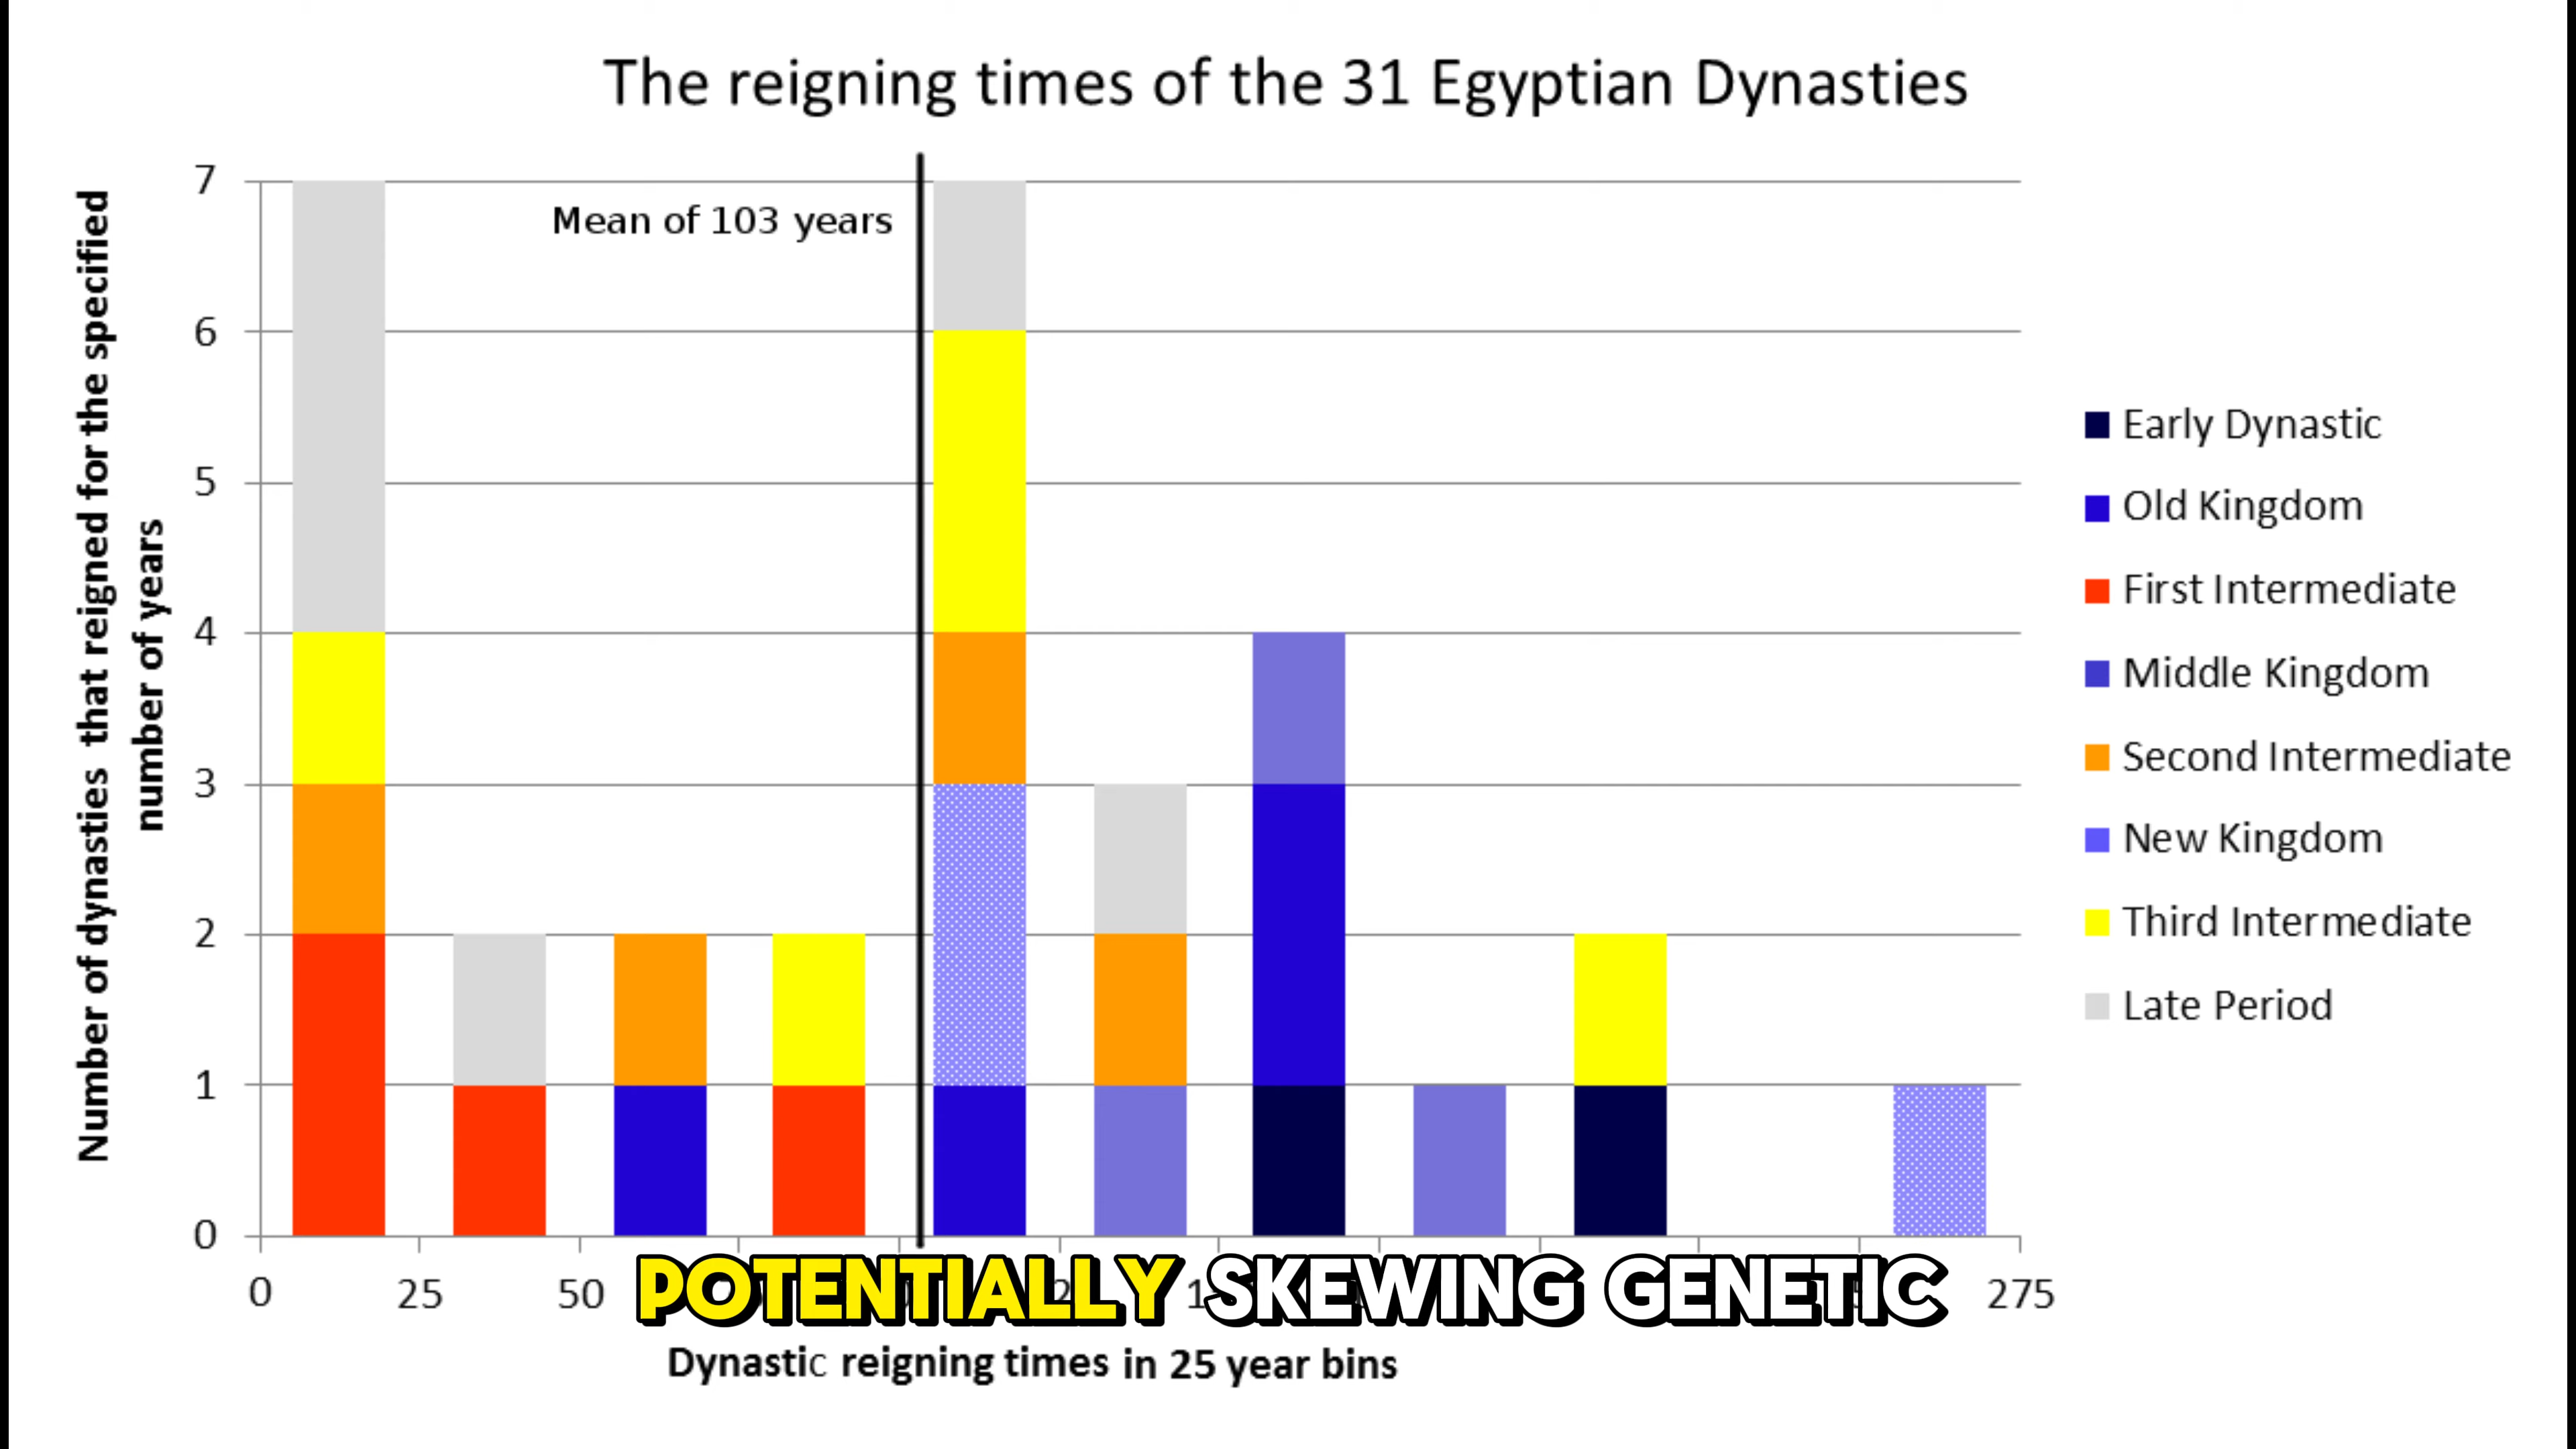 The reigning times of the 31 Egyptian Dynasties
Number of dynasties that reigned for the specified
number of years
7
6
5
4
3
2
1
0
Mean of 103 years
Early Dynastic
Old Kingdom
First Intermediate
Middle Kingdom
Second Intermediate
New Kingdom
Third Intermediate
Late Period
0 25 50 275
POTENTIALLY SKEWING GENETIC
Dynastic reigning times in 25 year bins